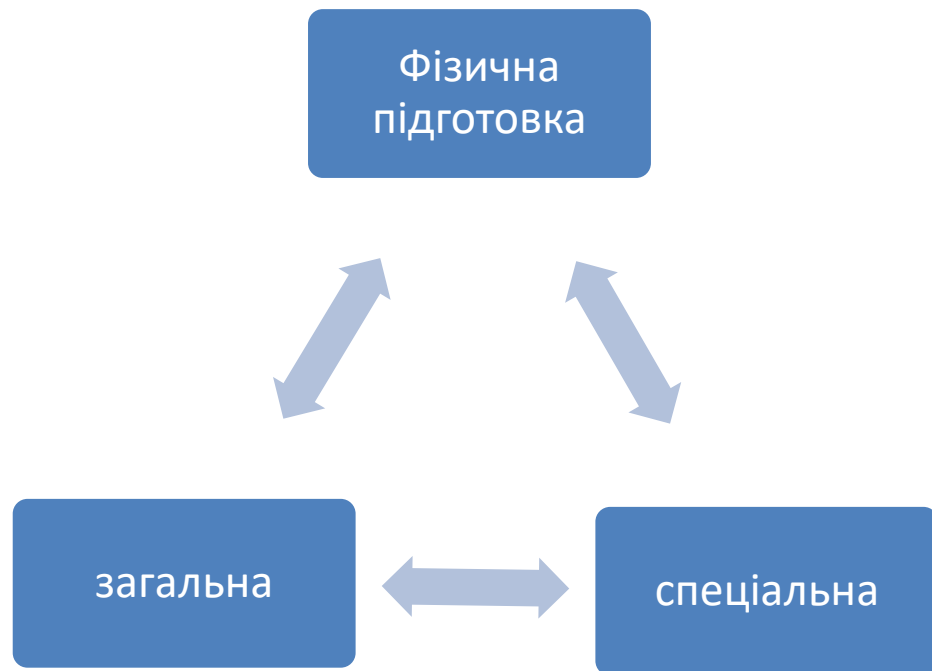 Фізична
підготовка
загальна
спеціальна